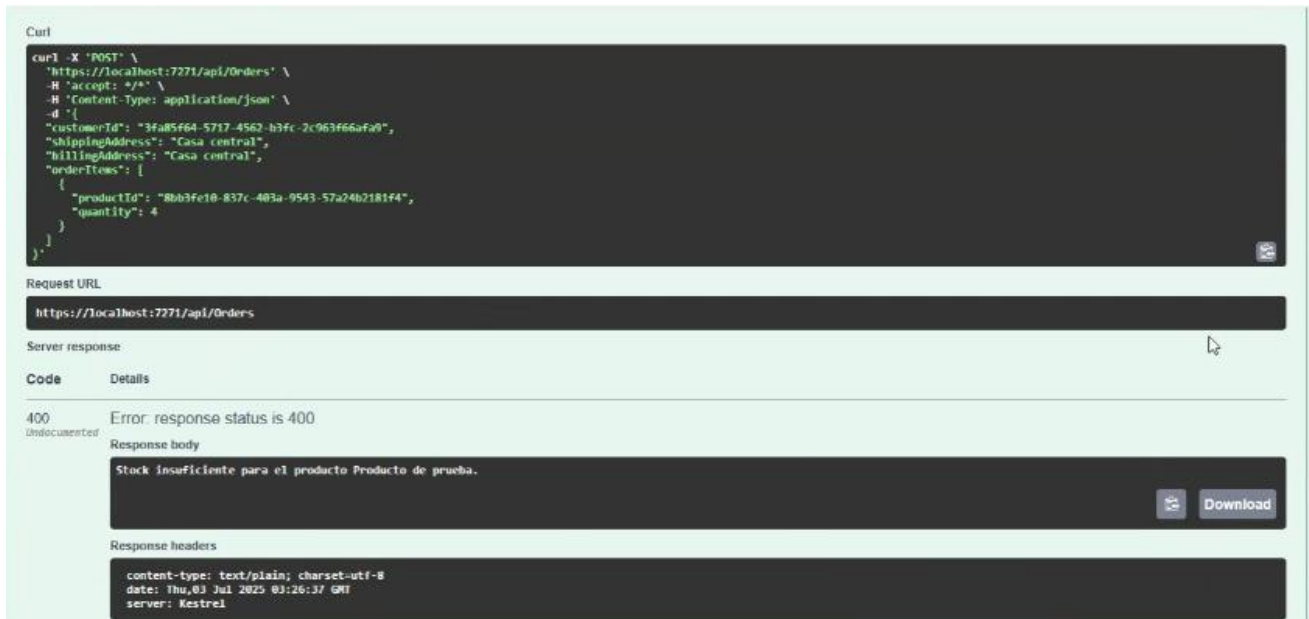 Curl
curl -X 'POST' \
'https://localhost:7271/api/Orders' \
-H 'accept: */*' \
-H 'Content-Type: application/json' \
-d '{
"customerId": "3fa85f64-5717-4562-b3fc-2c963f66afa9",
"shippingAddress": "Casa central",
"billingAddress": "Casa central",
"orderItems": [
{
"productId": "8bb3fe10-837c-403a-9543-57a24b2181f4",
"quantity": 4
}
]
}'
Request URL
https://localhost:7271/api/Orders
Server response
Code Details
400 Error: response status is 400
Undocumented
Response body
Stock insuficiente para el producto Producto de prueba.
Download
Response headers
content-type: text/plain; charset=utf-8
date: Thu,03 Jul 2025 03:26:37 GMT
server: Kestrel